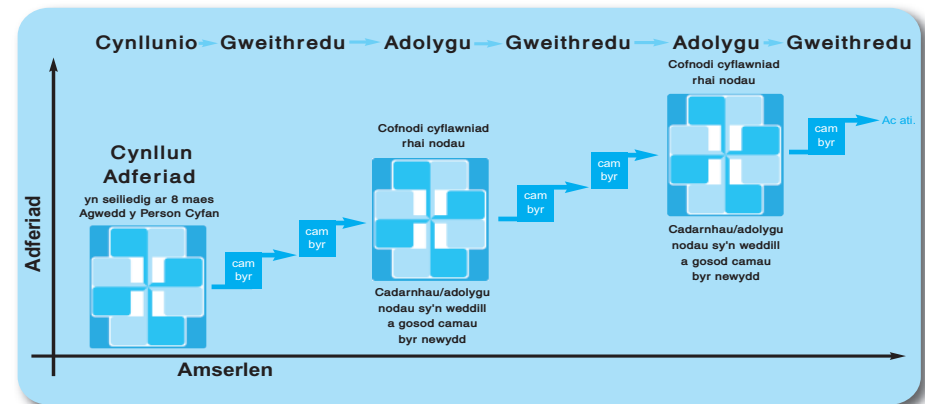 Cynllunio Gweithredu Adolygu Gweithredu Adolygu Gweithredu
Cofnodi cyflawniad
rhai nodau
Cofnodi cyflawniad
rhai nodau
Cynllun
Adferiad
yn seiliedig ar 8 maes
Agwedd y Person Cyfan
cam
byr
cam
byr
Cadarnhau/adolygu
nodau sy'n weddill
a gosod camau
byr newydd
cam
byr
cam
byr
Cadarnhau/adolygu
nodau sy'n weddill
a gosod camau
byr newydd
cam
byr
Ac ati.
Adferiad
Amserlen